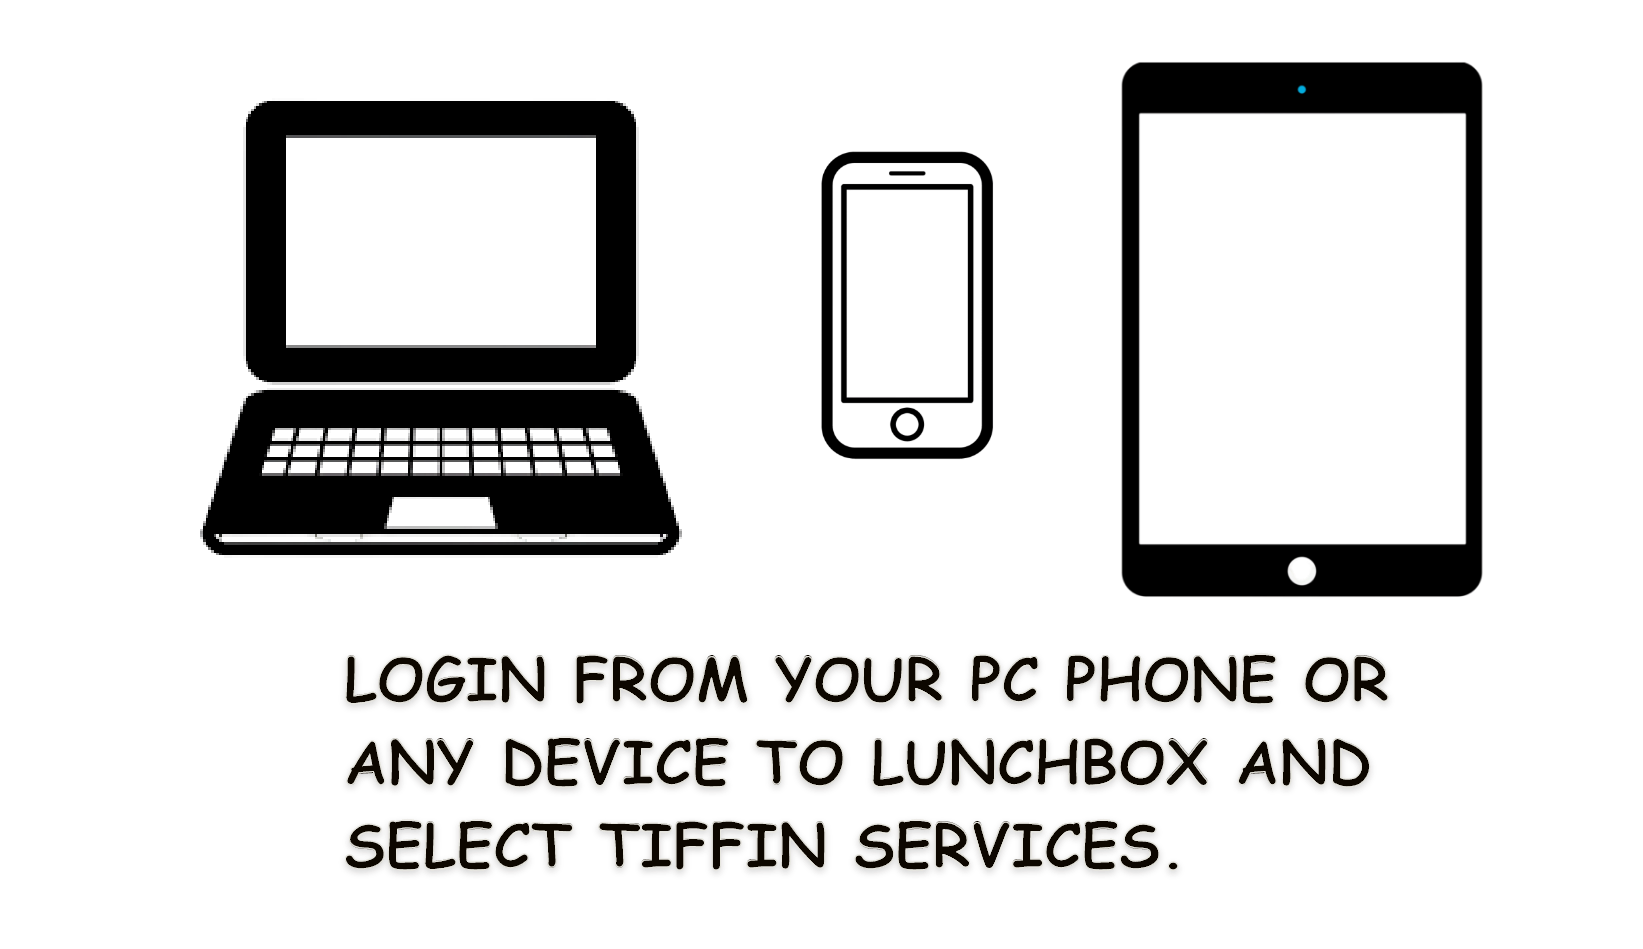 LOGIN FROM YOUR PC PHONE OR
ANY DEVICE TO LUNCHBOX AND
SELECT TIFFIN SERVICES.